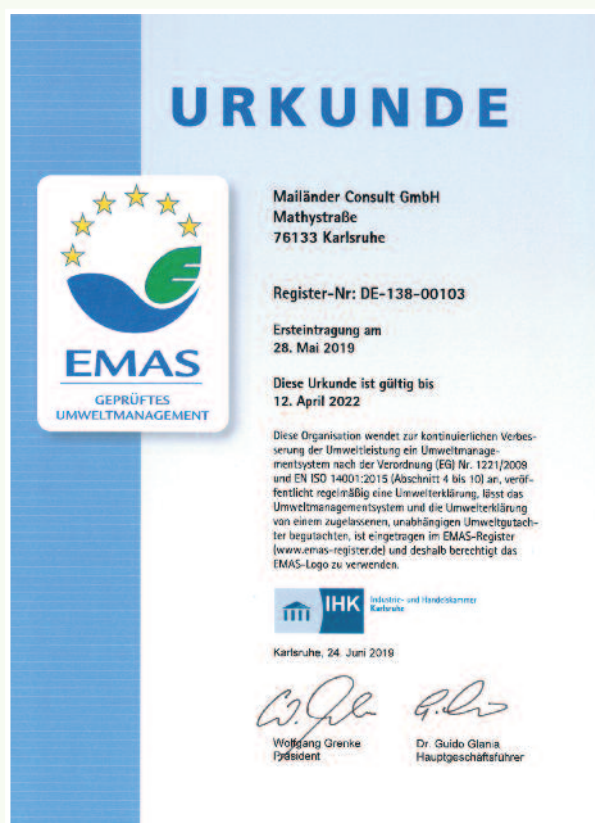 URKUNDE
EMAS
GEPRÜFTES
UMWELTMANAGEMENT
Mailänder Consult GmbH
Mathystraße
76133 Karlsruhe
Register-Nr: DE-138-00103
Ersteintragung am
28. Mai 2019
Diese Urkunde ist gültig bis
12. April 2022
Diese Organisation wendet zur kontinuierlichen Verbes-
serung der Umweltleistung ein Umweltmanage-
mentsystem nach der Verordnung (EG) Nr. 1221/2009
und EN ISO 14001:2015 (Abschnitt 4 bis 10) an, veröf-
fentlicht regelmäßig eine Umwelterklärung, lässt das
Umweltmanagementsystem und die Umwelterklärung
von einem zugelassenen, unabhängigen Umweltgutach-
ter begutachten, ist eingetragen im EMAS-Register
(www.emas-register.de) und deshalb berechtigt das
EMAS-Logo zu verwenden.
IHK
Industrie- und Handelskammer
Karlsruhe
Karlsruhe, 24. Juni 2019
Wolfgang Grenke
Präsident
Dr. Guido Glania
Hauptgeschäftsführer